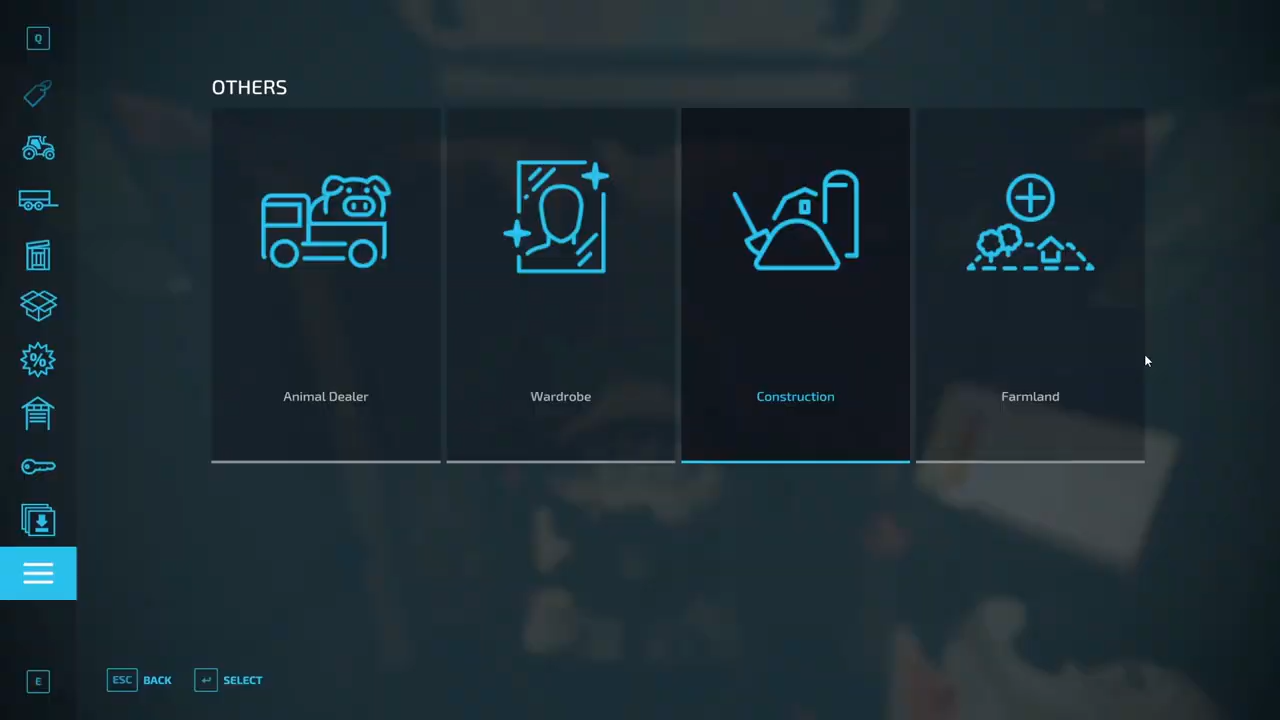 Q
OTHERS
%
Animal Dealer
Wardrobe
Construction
Farmland
E
ESC BACK
SELECT